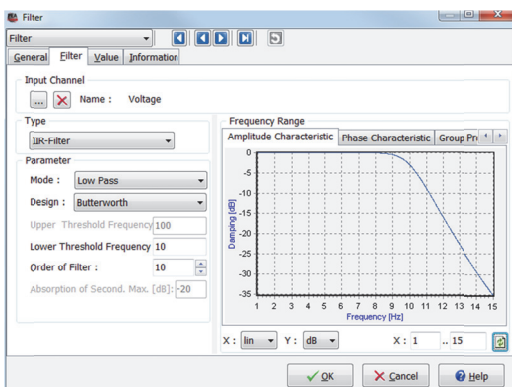 Filter
Filter
General Filter Value Information
Input Channel
... Name : Voltage
Type
IIR-Filter
Parameter
Mode : Low Pass
Design : Butterworth
Upper Threshold Frequency 100
Lower Threshold Frequency 10
Order of Filter : 10
Absorption of Second. Max. [dB]: -20
Frequency Range
Amplitude Characteristic Phase Characteristic Group Pr
Damping [dB]
0
-5
-10
-15
-20
-25
-30
-35
1 2 3 4 5 6 7 8 9 10 11 12 13 14 15
Frequency [Hz]
X : lin Y : dB X : 1 .. 15
OK Cancel Help